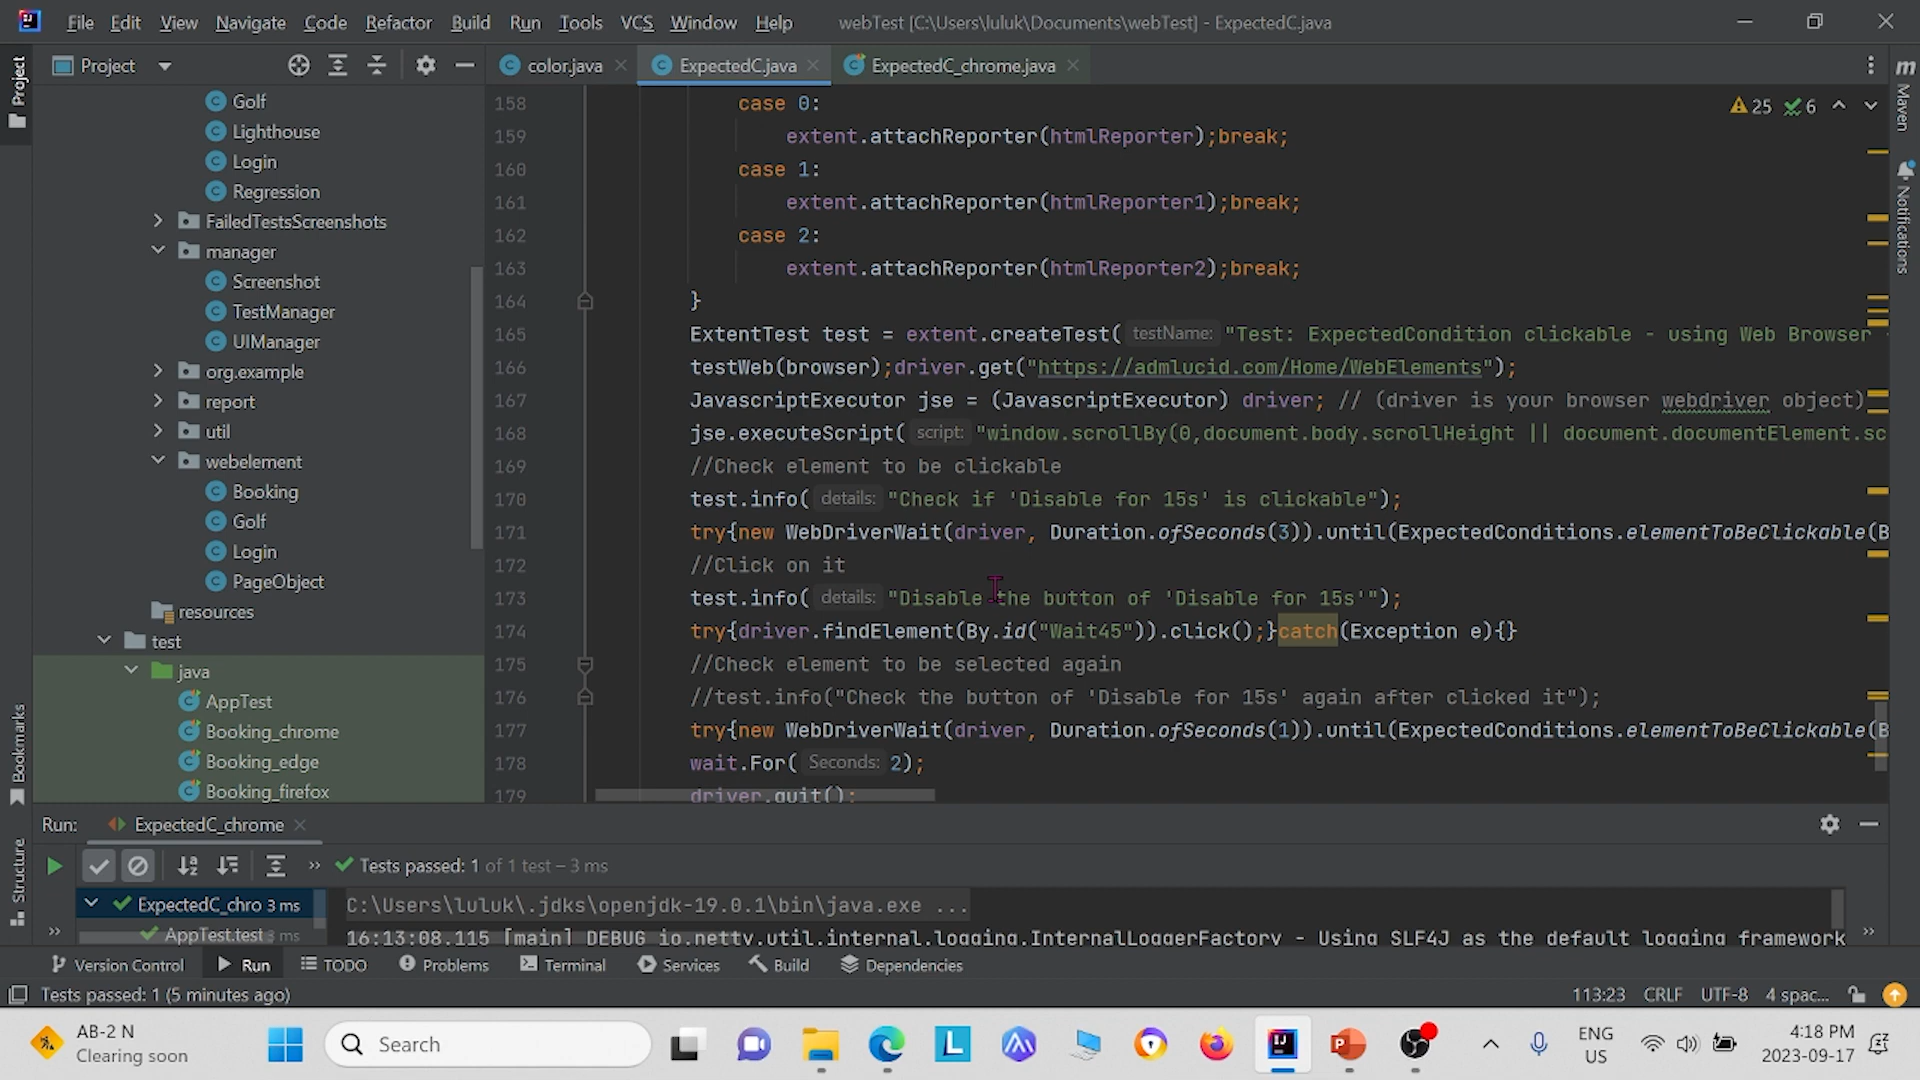 File Edit View Navigate Code Refactor Build Run Tools VCS Window Help webTest [C:\Users\luluk\Documents\webTest] - ExpectedC.java
Project
color.java ExpectedC.java ExpectedC_chrome.java
Project
Maven
Notifications
Bookmarks
Structure
Golf
Lighthouse
Login
Regression
FailedTestsScreenshots
manager
Screenshot
TestManager
UIManager
org.example
report
util
webelement
Booking
Golf
Login
PageObject
resources
test
java
AppTest
Booking_chrome
Booking_edge
Booking_firefox
25 6
158 case 0:
159 extent.attachReporter(htmlReporter);break;
160 case 1:
161 extent.attachReporter(htmlReporter1);break;
162 case 2:
163 extent.attachReporter(htmlReporter2);break;
164 }
165 ExtentTest test = extent.createTest( testName: "Test: ExpectedCondition clickable - using Web Browser -
166 testWeb(browser);driver.get("https://admlucid.com/Home/WebElements");
167 JavascriptExecutor jse = (JavascriptExecutor) driver; // (driver is your browser webdriver object)
168 jse.executeScript( script: "window.scrollBy(0,document.body.scrollHeight || document.documentElement.sc
169 //Check element to be clickable
170 test.info( details: "Check if 'Disable for 15s' is clickable");
171 try{new WebDriverWait(driver, Duration.ofSeconds(3)).until(ExpectedConditions.elementToBeClickable(B
172 //Click on it
173 test.info( details: "Disable the button of 'Disable for 15s'");
174 try{driver.findElement(By.id("Wait45")).click();}catch(Exception e){}
175 //Check element to be selected again
176 //test.info("Check the button of 'Disable for 15s' again after clicked it");
177 try{new WebDriverWait(driver, Duration.ofSeconds(1)).until(ExpectedConditions.elementToBeClickable(B
178 wait.For( Seconds: 2);
179 driver.quit();
Run: ExpectedC_chrome
Tests passed: 1 of 1 test – 3 ms
ExpectedC_chro 3 ms
C:\Users\luluk\.jdks\openjdk-19.0.1\bin\java.exe ...
AppTest.test 3 ms
16:13:08.115 [main] DEBUG io.netty.util.internal.logging.InternalLoggerFactory - Using SLF4J as the default logging framework
Version Control Run TODO Problems Terminal Services Build Dependencies
Tests passed: 1 (5 minutes ago) 113:23 CRLF UTF-8 4 spac...
AB-2 N
Clearing soon
Search
ENG
US
4:18 PM
2023-09-17